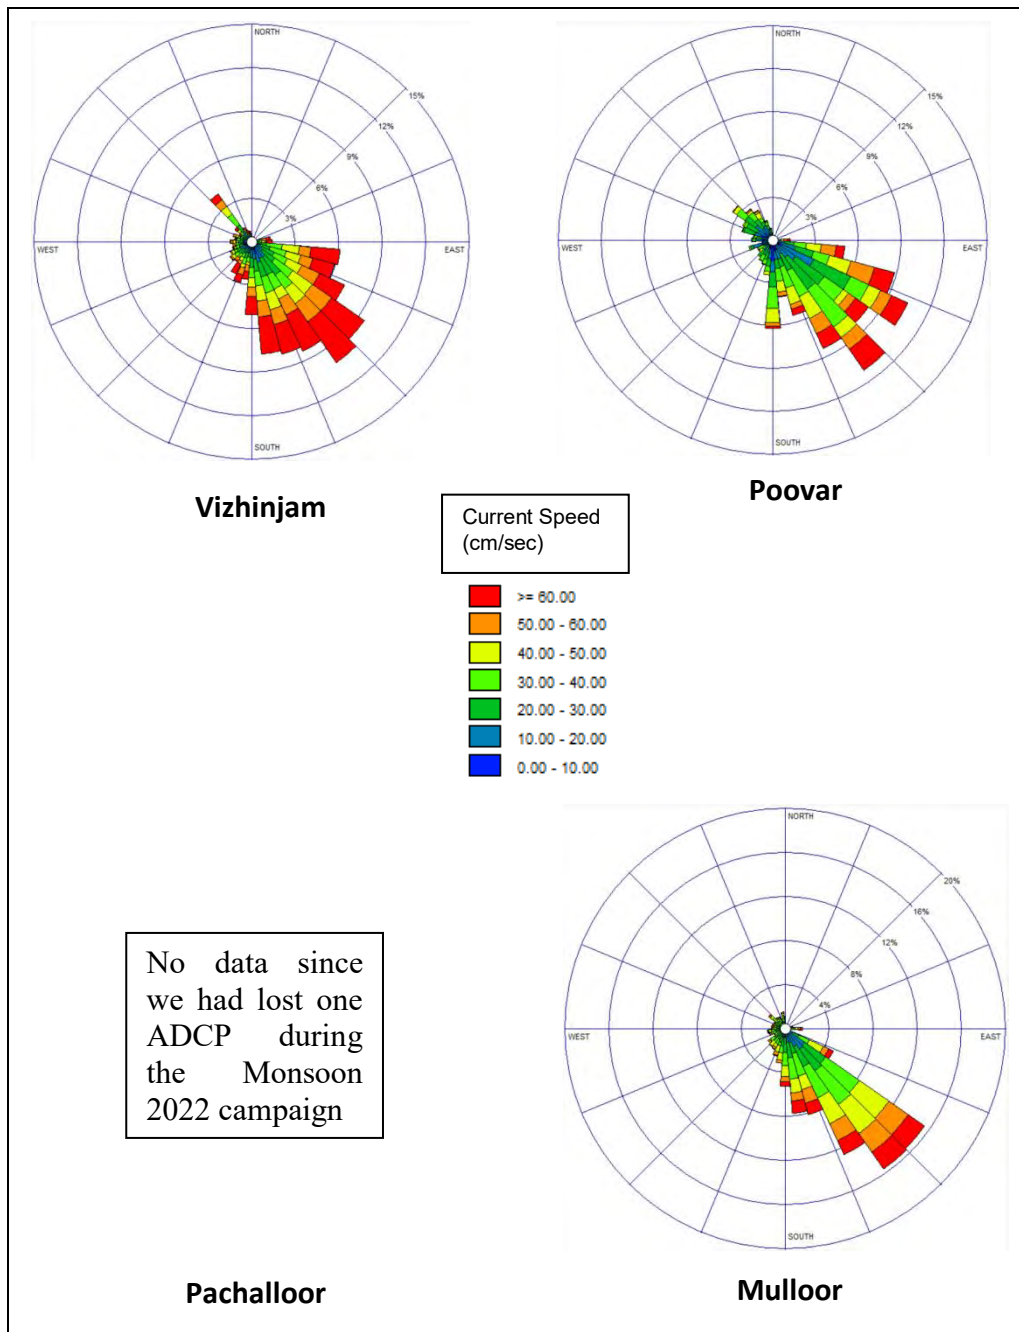 NORTH
15%
12%
9%
6%
3%
WEST
EAST
SOUTH
Vizhinjam
NORTH
15%
12%
9%
6%
3%
WEST
EAST
SOUTH
Poovar
Current Speed
(cm/sec)
>= 60.00
50.00 - 60.00
40.00 - 50.00
30.00 - 40.00
20.00 - 30.00
10.00 - 20.00
0.00 - 10.00
No data since
we had lost one
ADCP during
the Monsoon
2022 campaign
Pachalloor
NORTH
20%
16%
12%
8%
4%
WEST
EAST
SOUTH
Mulloor